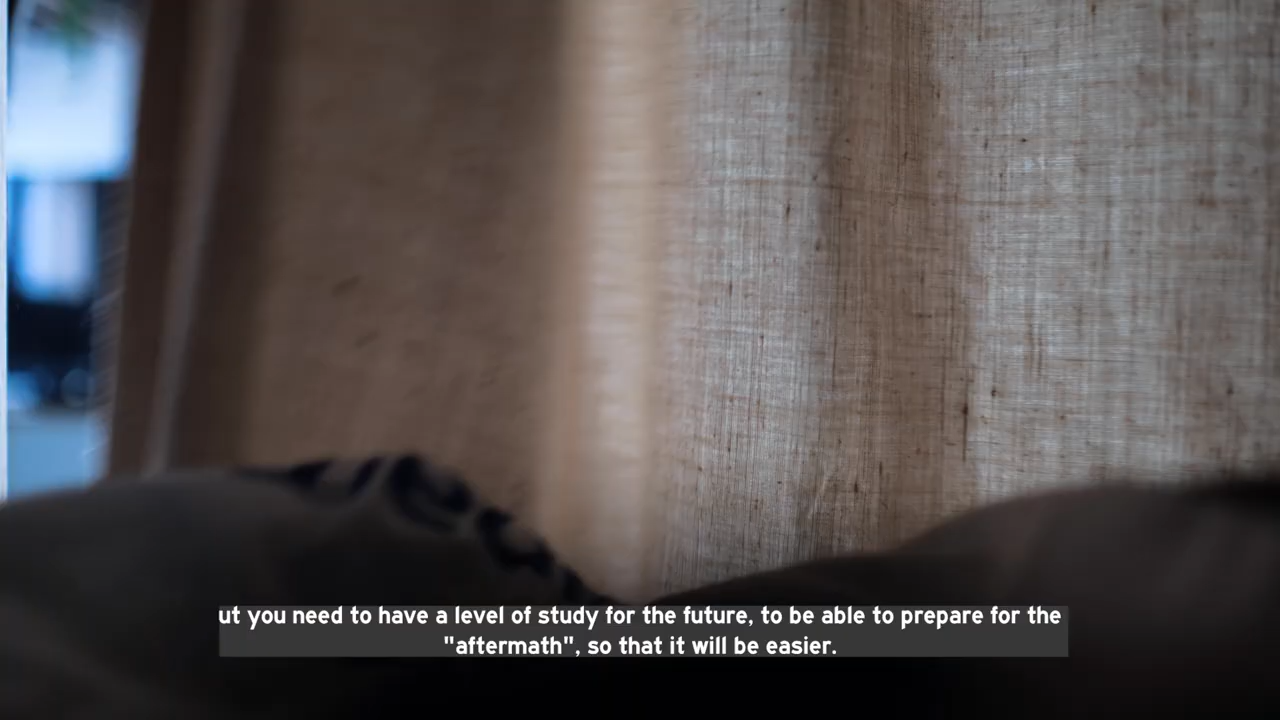 ut you need to have a level of study for the future, to be able to prepare for the
"aftermath", so that it will be easier.